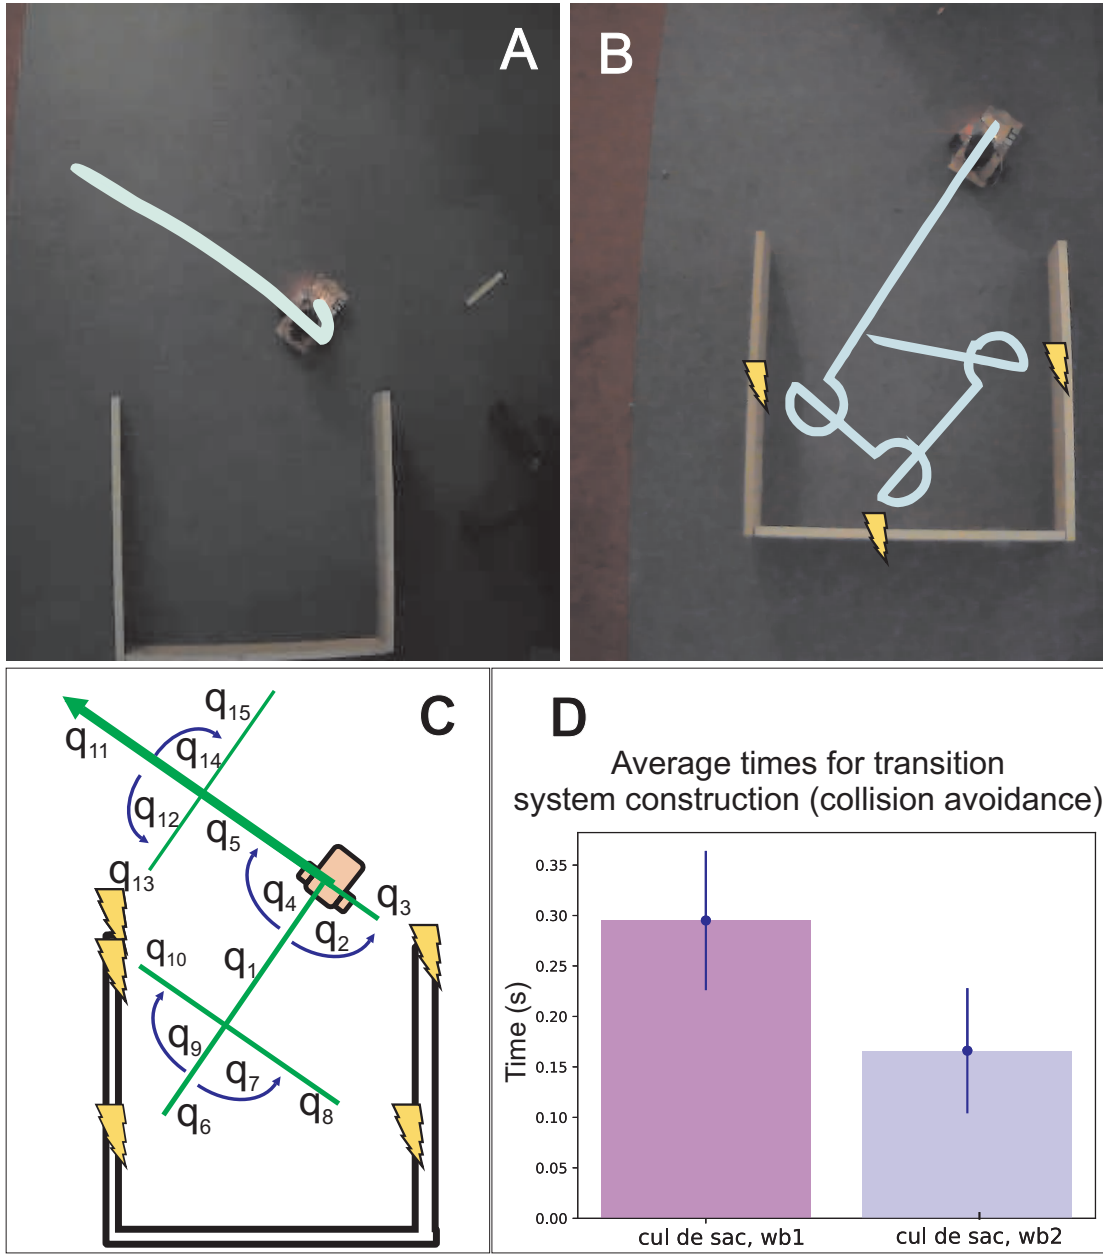 A
B
C
q15
q11
q14
q12
q5
q13
q4
q3
q2
q10
q1
q9
q7
q8
q6
D
Average times for transition
system construction (collision avoidance)
Time (s)
0.35
0.30
0.25
0.20
0.15
0.10
0.05
0.00
cul de sac, wb1
cul de sac, wb2